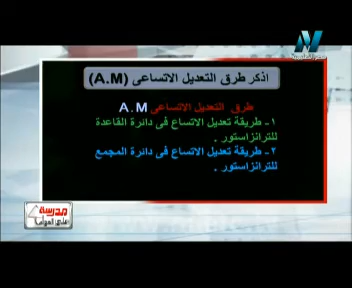 اذكر طرق التعديل الاتساعى (A.M)
طرق التعديل الاتساعى A.M
١- طريقة تعديل الاتساع فى دائرة القاعدة
للترانزاستور.
٢- طريقة تعديل الاتساع فى دائرة المجمع
للترانزاستور.
مدرسة
على الهواء